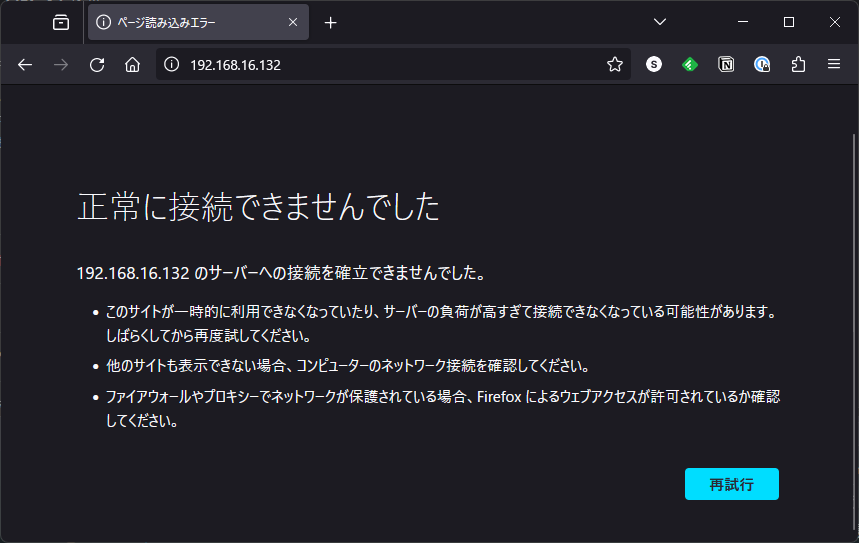 ページ読み込みエラー
192.168.16.132
S
N
正常に接続できませんでした
192.168.16.132 のサーバーへの接続を確立できませんでした。
• このサイトが一時的に利用できなくなっていたり、サーバーの負荷が高すぎて接続できなくなっている可能性があります。
しばらくしてから再度試してください。
• 他のサイトも表示できない場合、コンピューターのネットワーク接続を確認してください。
• ファイアウォールやプロキシーでネットワークが保護されている場合、Firefox によるウェブアクセスが許可されているか確認
してください。
再試行